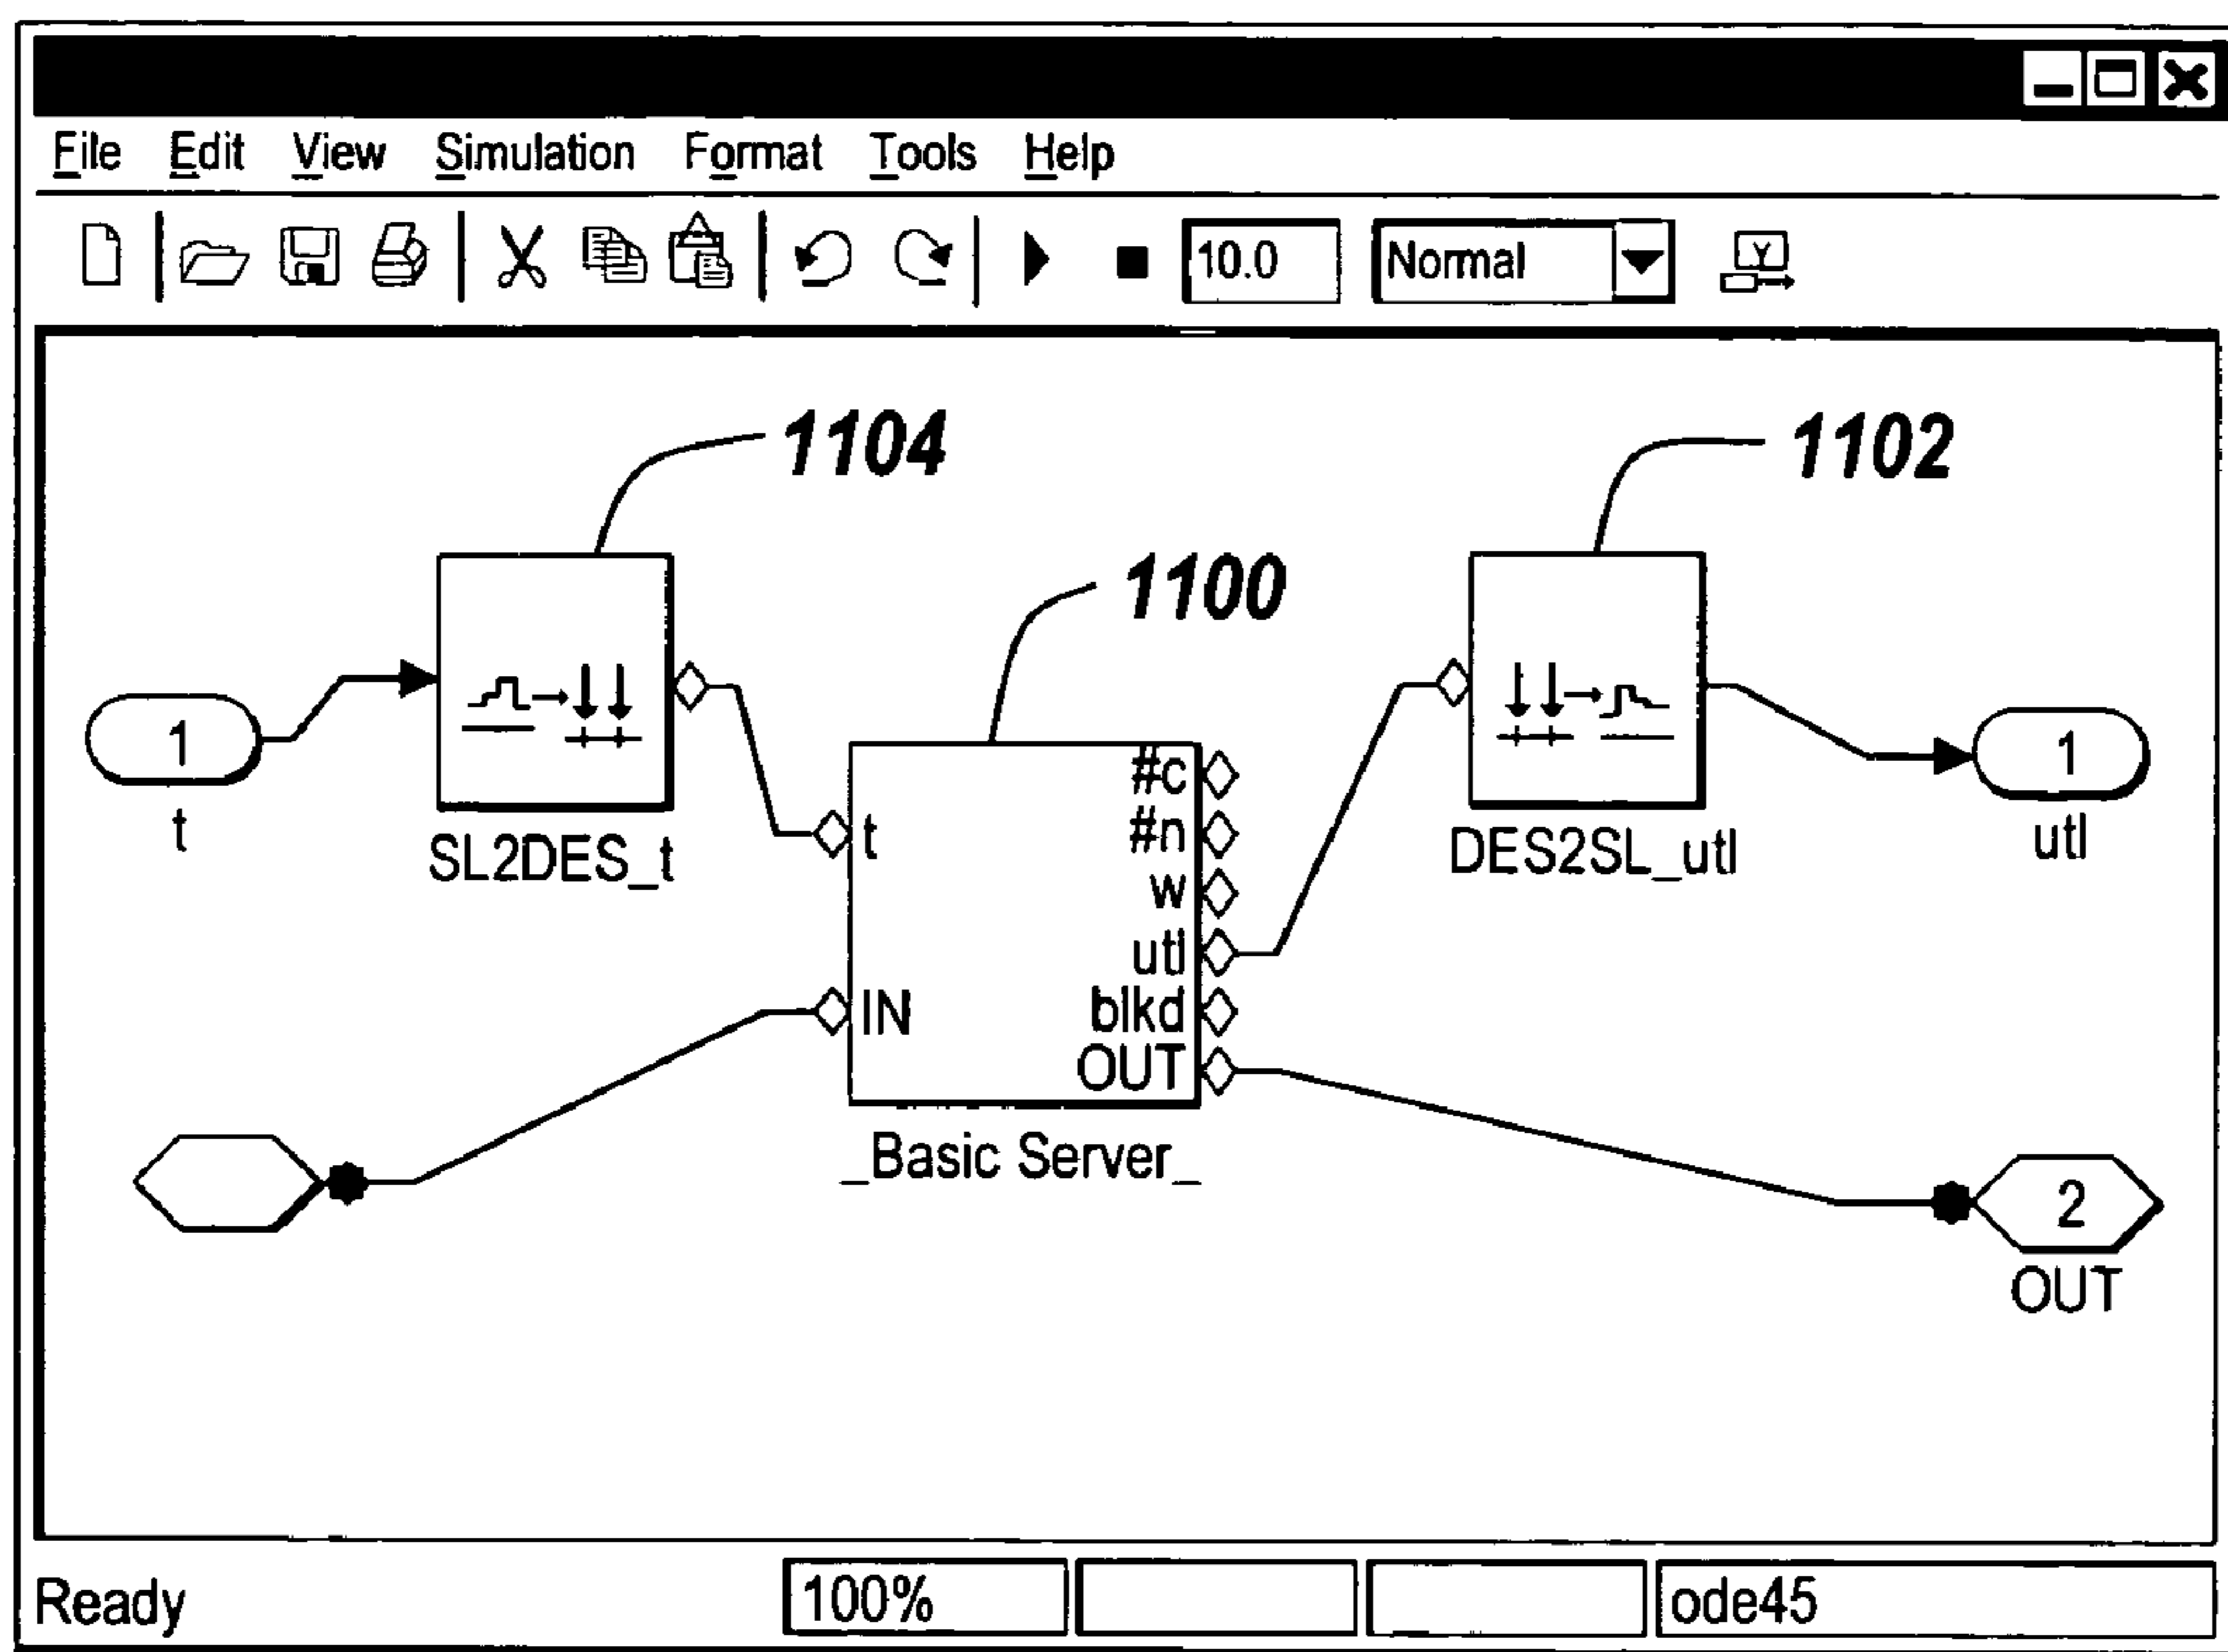 File Edit View Simulation Format Tools Help
10.0 Normal
Y
1104
1102
1100
1
t
SL2DES_t
#c
#n
w
utl
blkd
OUT
t
IN
_Basic Server_
DES2SL_utl
1
utl
2
OUT
Ready 100% ode45